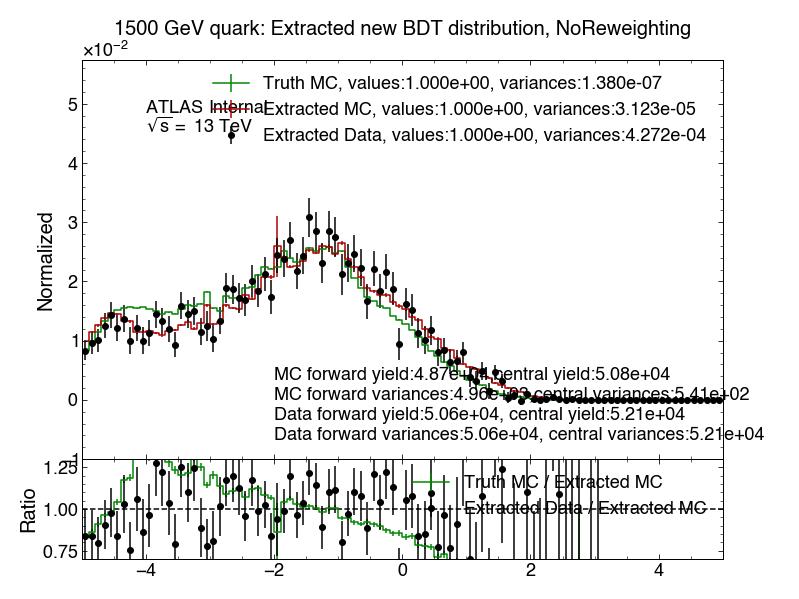 1500 GeV quark: Extracted new BDT distribution, NoReweighting
×10⁻²
Truth MC, values:1.000e+00, variances:1.380e-07
ATLAS Internal
Extracted MC, values:1.000e+00, variances:3.123e-05
√s = 13 TeV
Extracted Data, values:1.000e+00, variances:4.272e-04
5
4
3
2
1
0
Normalized
MC forward yield:4.87e+04, central yield:5.08e+04
MC forward variances:4.96e+02, central variances:5.41e+02
Data forward yield:5.06e+04, central yield:5.21e+04
Data forward variances:5.06e+04, central variances:5.21e+04
1.25
1.00
0.75
Ratio
Truth MC / Extracted MC
Extracted Data / Extracted MC
−4
−2
0
2
4